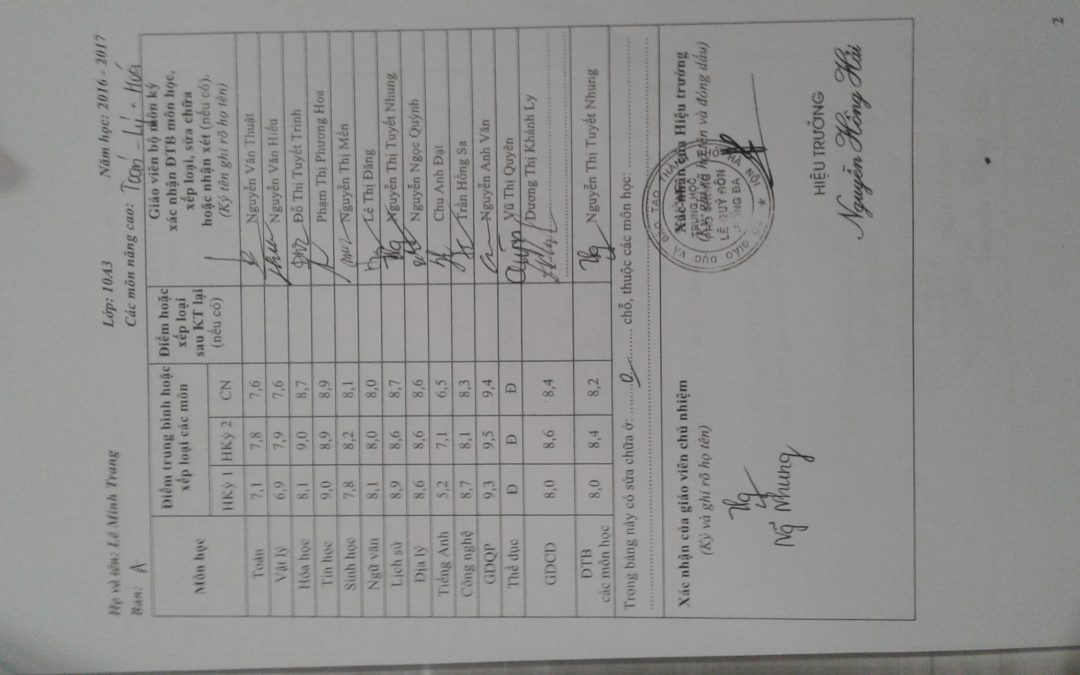 Họ và tên: Lê Minh Trang Lớp: 10A3 Năm học: 2016 - 2017
Ban: A Các môn nâng cao: Toán - Lý - Hóa
Môn học
Điểm trung bình hoặc
xếp loại các môn
HKỳ 1 HKỳ 2 CN
Điểm hoặc
xếp loại
sau KT lại
(nếu có)
Giáo viên bộ môn ký
xác nhận ĐTB môn học,
xếp loại, sửa chữa
hoặc nhận xét (nếu có).
(Ký tên ghi rõ họ tên)
Toán 7,1 7,8 7,6 Nguyễn Văn Thuật
Vật lý 6,9 7,9 7,6 Nguyễn Văn Hiếu
Hóa học 8,1 9,0 8,7 Đỗ Thị Tuyết Trinh
Tin học 9,0 8,9 8,9 Phạm Thị Phương Hoa
Sinh học 7,8 8,2 8,1 Nguyễn Thị Mến
Ngữ văn 8,1 8,0 8,0 Lê Thị Đăng
Lịch sử 8,9 8,6 8,7 Nguyễn Thị Tuyết Nhung
Địa lý 8,6 8,6 8,6 Nguyễn Ngọc Quỳnh
Tiếng Anh 5,2 7,1 6,5 Chu Anh Đạt
Công nghệ 8,7 8,1 8,3 Trần Hồng Sa
GDQP 9,3 9,5 9,4 Nguyễn Anh Văn
Thể dục Đ Đ Đ Vũ Thị Quyên
GDCD 8,0 8,6 8,4 Dương Thị Khánh Ly
ĐTB
các môn học 8,0 8,4 8,2 Nguyễn Thị Tuyết Nhung
Trong bảng này có sửa chữa ở: 0 chỗ, thuộc các môn học:
Xác nhận của giáo viên chủ nhiệm
(Ký và ghi rõ họ tên)
Ng Nhung
Xác nhận của Hiệu trưởng
(Ký, ghi rõ họ tên và đóng dấu)
TRUNG HỌC
PHỔ THÔNG
LÊ QUÝ ĐÔN
ĐỐNG ĐA
HIỆU TRƯỞNG
Nguyễn Hồng Hải
2